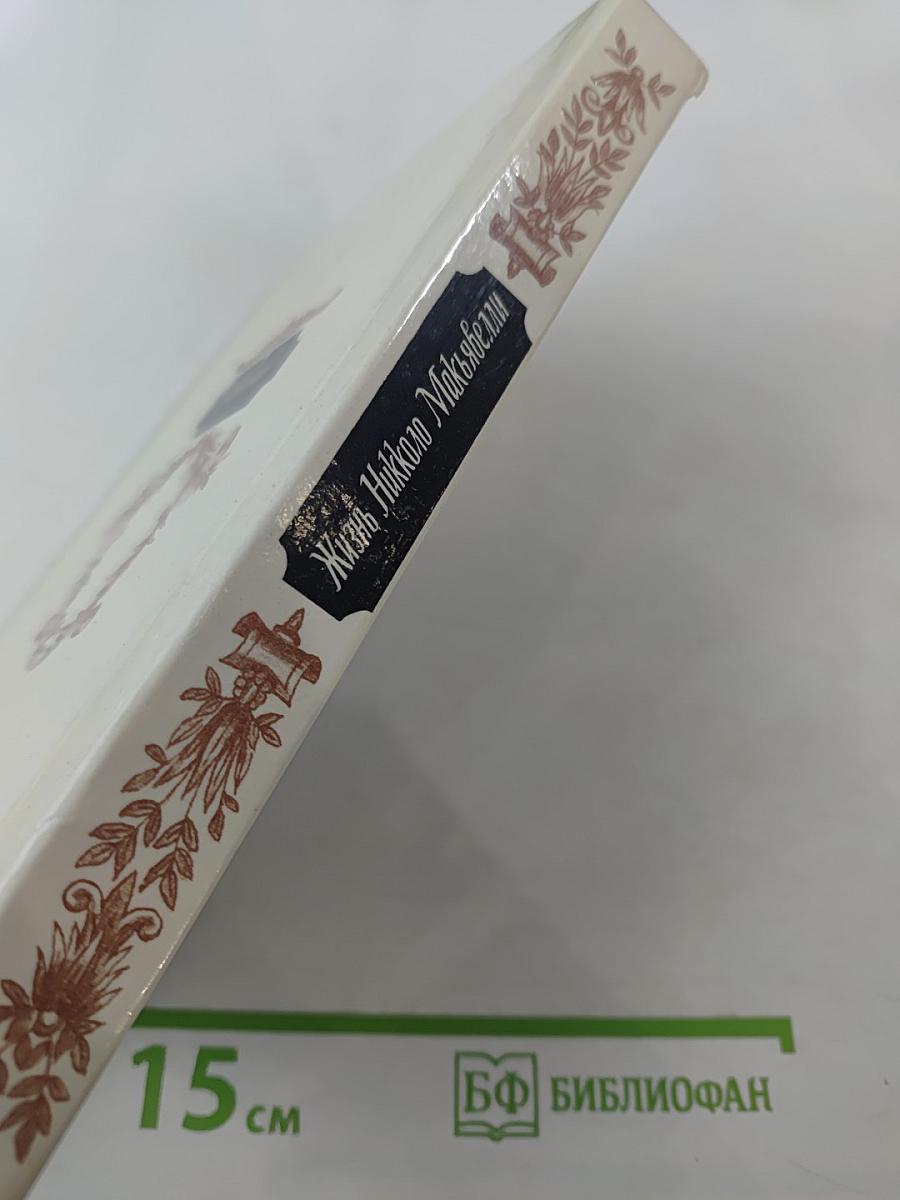 Жизнь Никколо Макьявелли
15 см
БФ БИБЛИОФАН